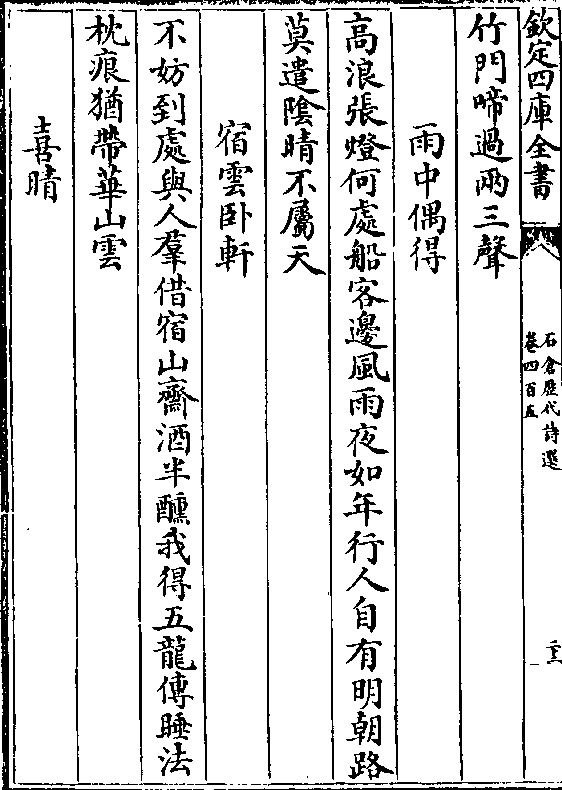 欽定四庫全書
石倉歴代詩選
卷四百五
竹門啼過兩三聲
雨中偶得
高浪張燈何處船客邊風雨夜如年行人自有明朝路
莫遣陰晴不屬天
宿雲卧軒
不妨到處與人羣借宿山齋酒半醺我得五龍傳睡法
枕痕猶帶華山雲
喜晴